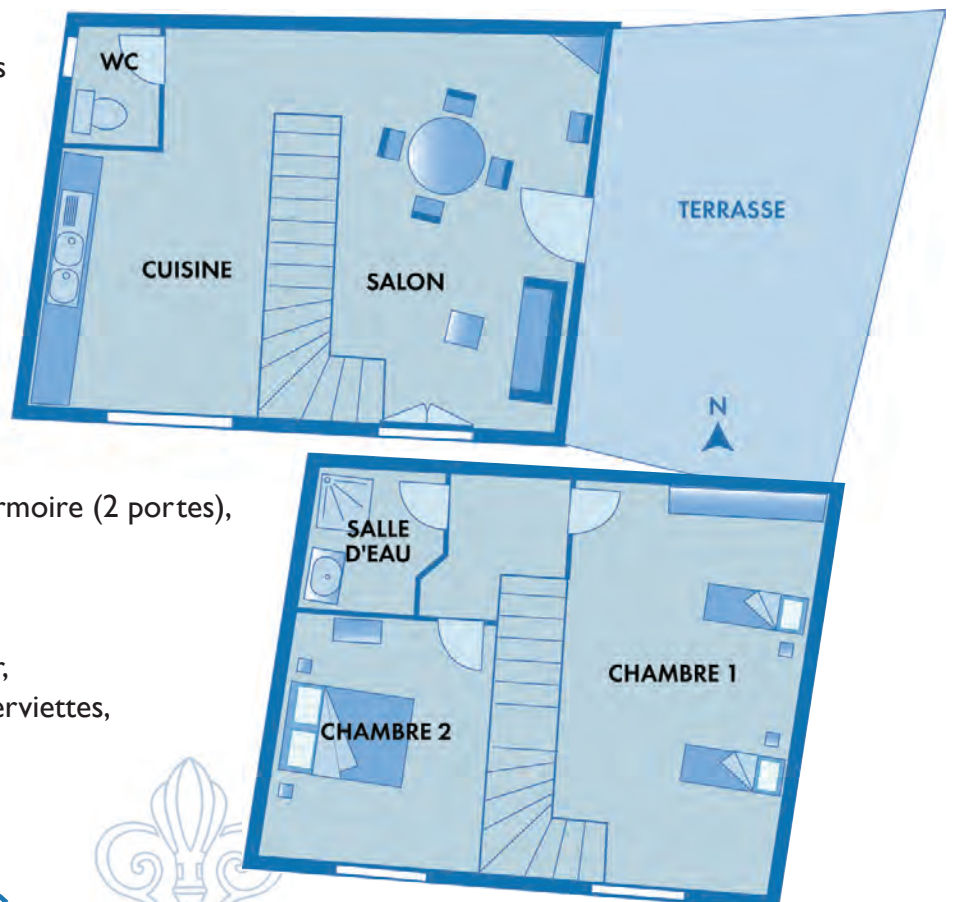 s
WC
TERRASSE
CUISINE
SALON
N
rmoire (2 portes),
SALLE
D'EAU
r,
CHAMBRE 1
erviettes,
CHAMBRE 2